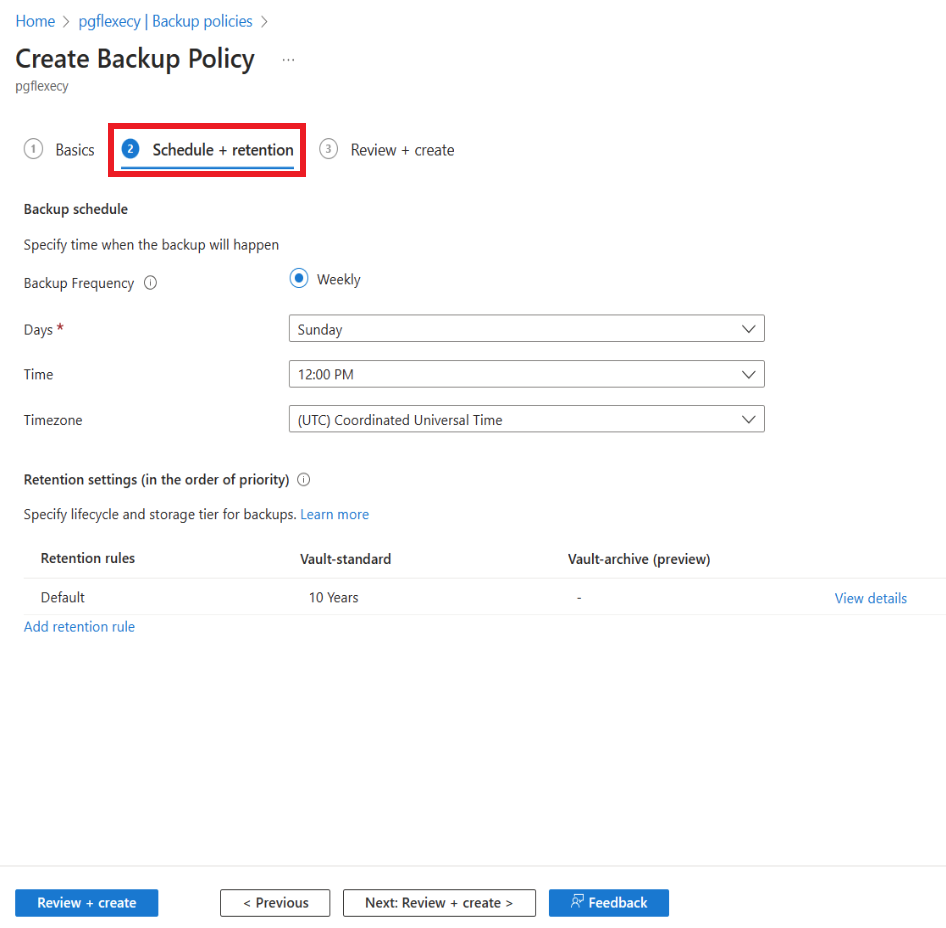 Home > pgflexecy | Backup policies >
Create Backup Policy ...
pgflexecy
1 Basics 2 Schedule + retention 3 Review + create
Backup schedule
Specify time when the backup will happen
Backup Frequency i Weekly
Days * Sunday
Time 12:00 PM
Timezone (UTC) Coordinated Universal Time
Retention settings (in the order of priority) i
Specify lifecycle and storage tier for backups. Learn more
Retention rules Vault-standard Vault-archive (preview)
Default 10 Years - View details
Add retention rule
Review + create < Previous Next: Review + create > Feedback